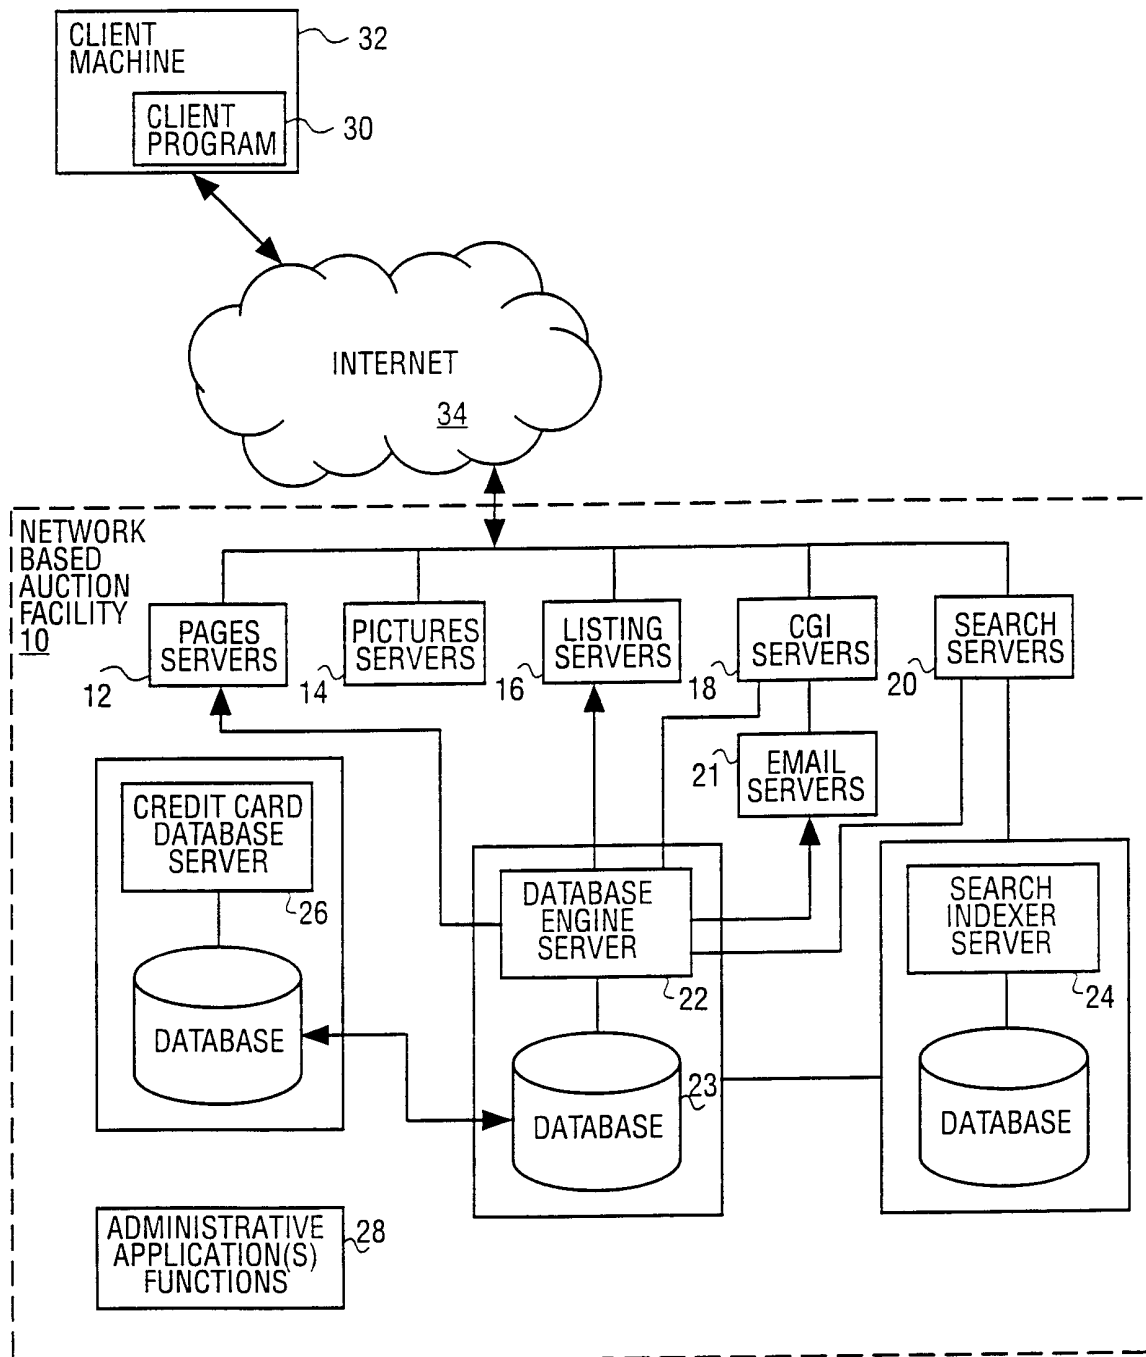 CLIENT
MACHINE
32
CLIENT
PROGRAM
30
INTERNET
34
NETWORK
BASED
AUCTION
FACILITY
10
PAGES
SERVERS
12
PICTURES
SERVERS
14
LISTING
SERVERS
16
CGI
SERVERS
18
SEARCH
SERVERS
20
EMAIL
SERVERS
21
CREDIT CARD
DATABASE
SERVER
26
DATABASE
DATABASE
ENGINE
SERVER
22
DATABASE
23
SEARCH
INDEXER
SERVER
24
DATABASE
ADMINISTRATIVE
APPLICATION(S)
FUNCTIONS
28